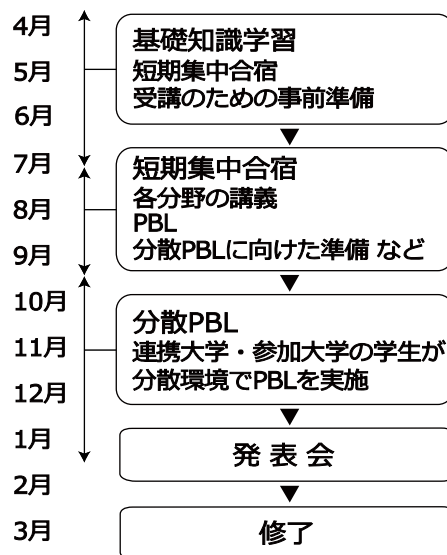 4月
5月
6月
7月
8月
9月
10月
11月
12月
1月
2月
3月
基礎知識学習
短期集中合宿
受講のための事前準備
短期集中合宿
各分野の講義
PBL
分散PBLに向けた準備 など
分散PBL
連携大学・参加大学の学生が
分散環境でPBLを実施
発 表 会
修了